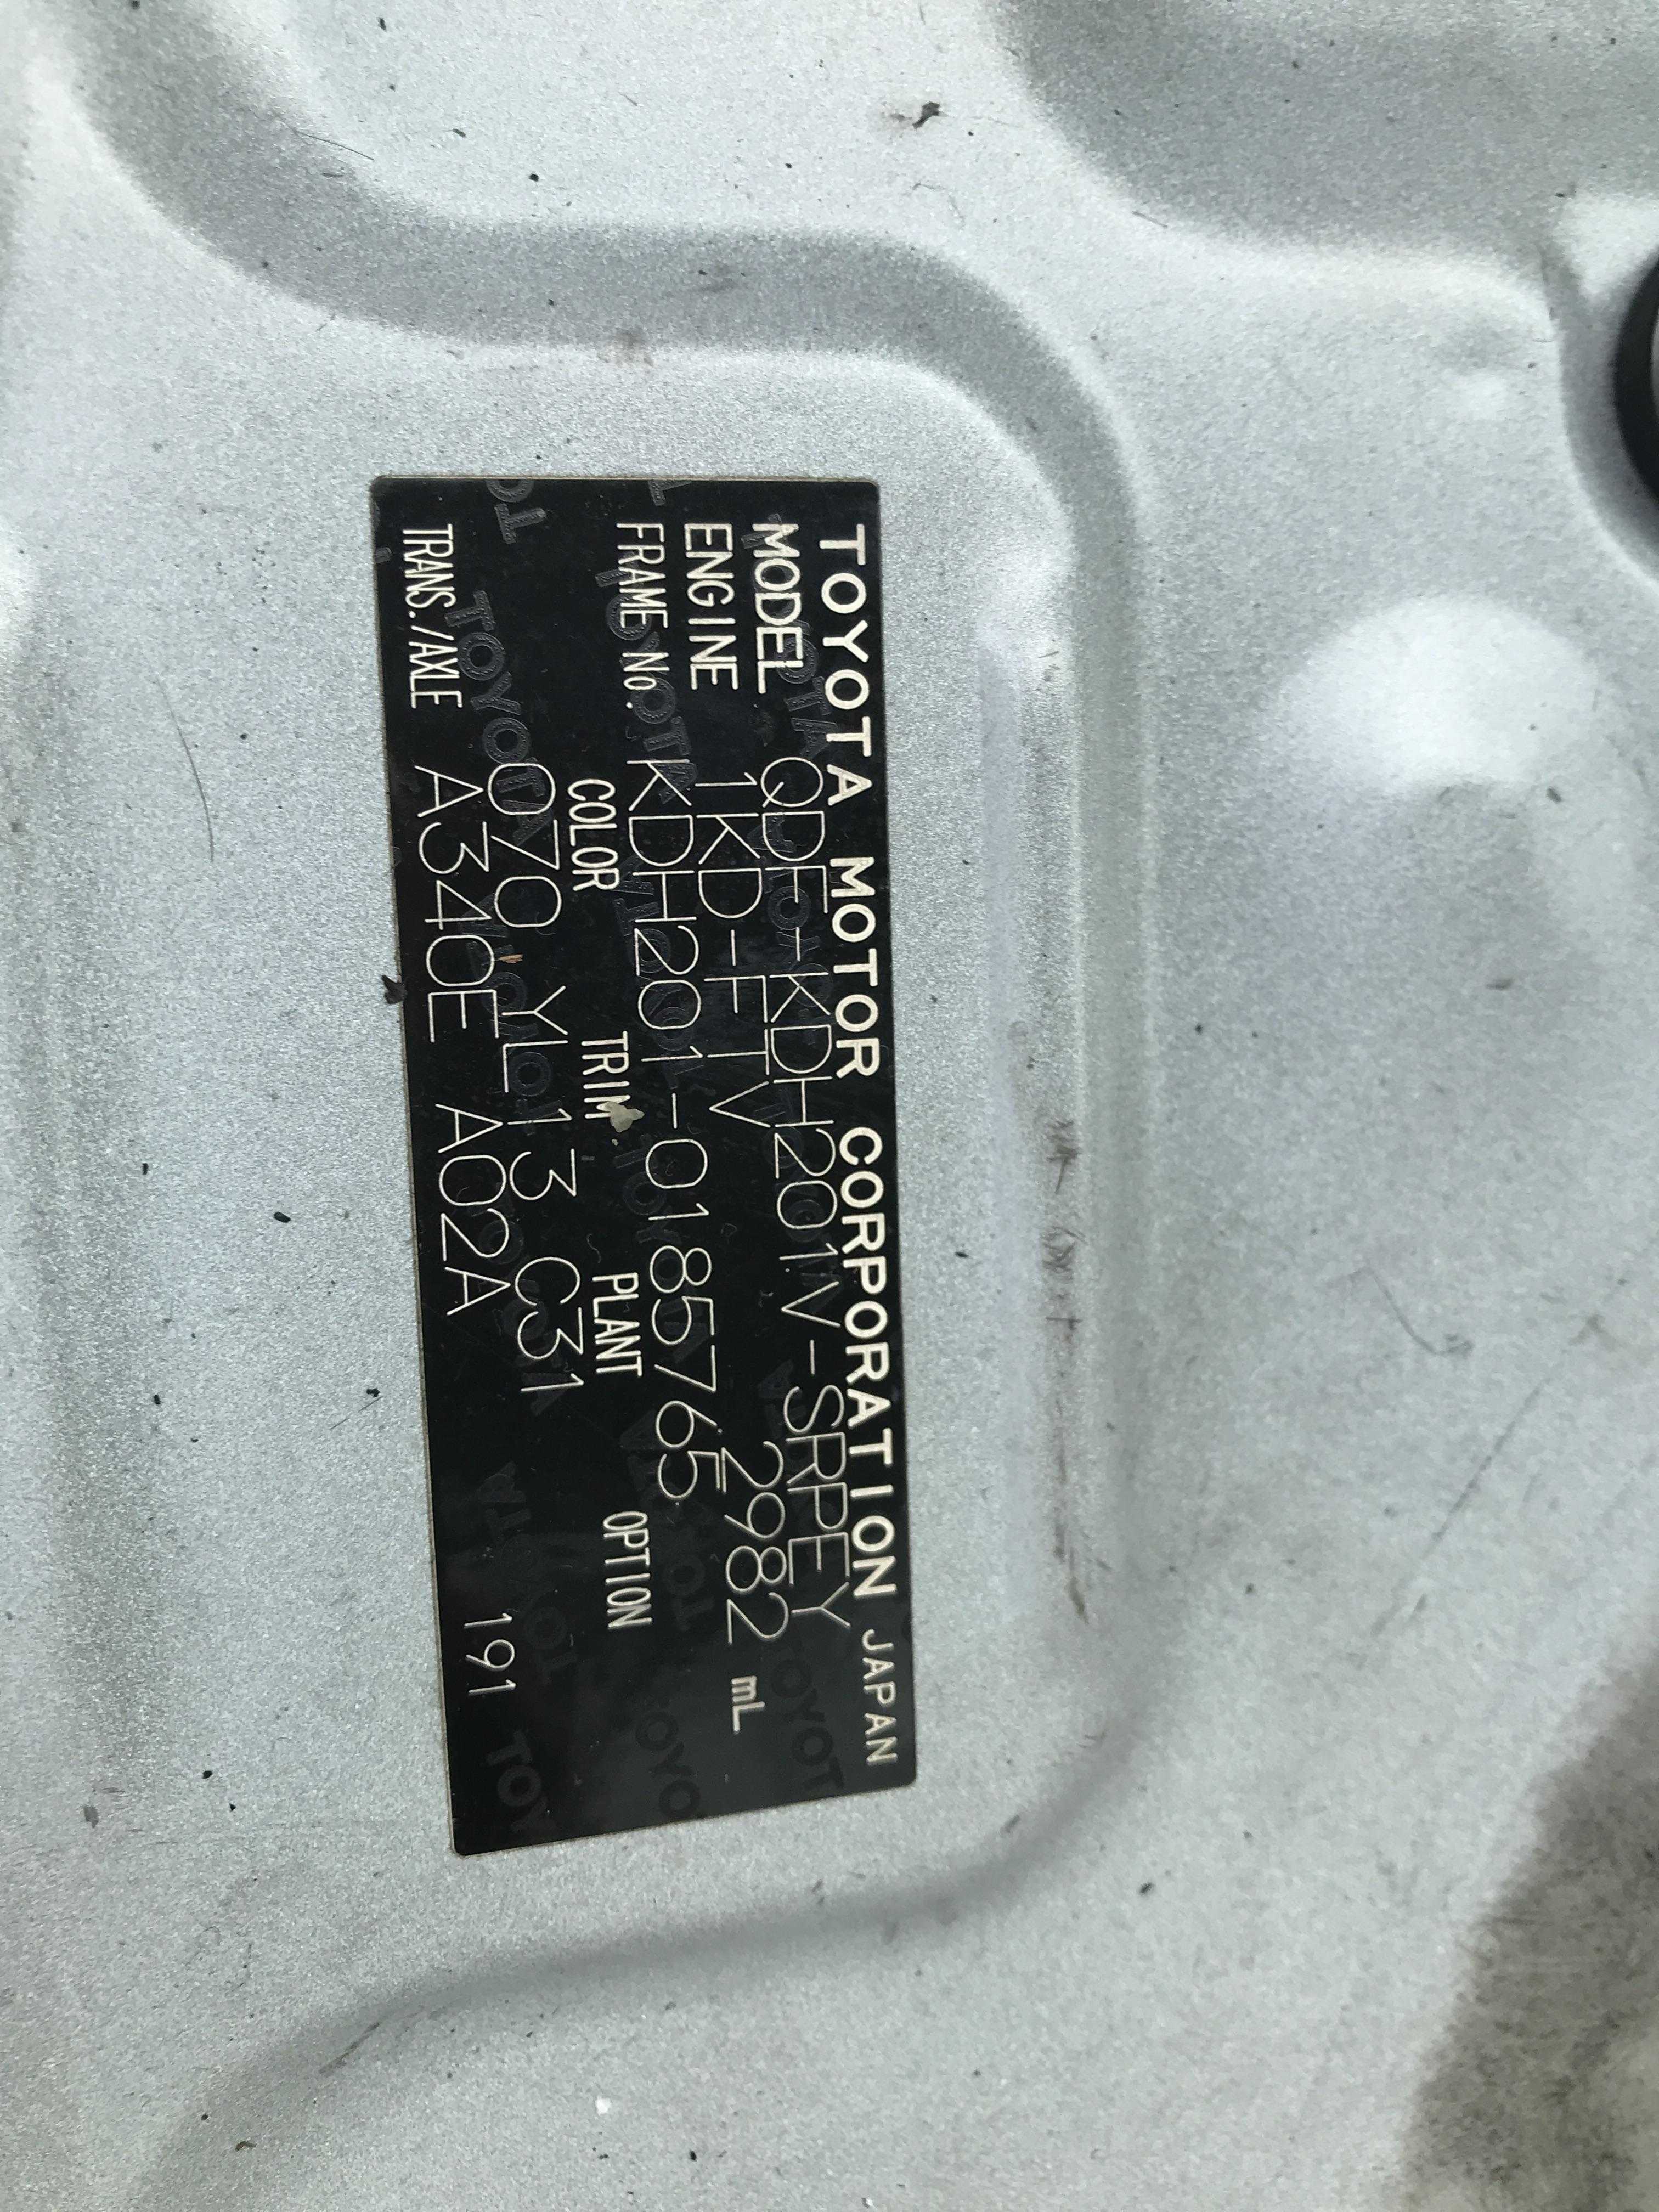 TOYOTA MOTOR CORPORATION JAPAN
MODEL QDF-KDH201V-SRPEY
ENGINE 1KD-FTV 2982 mL
FRAME No. KDH201-0185765
COLOR TRIM PLANT OPTION
070 YL13 C31
TRANS./AXLE A340E A02A 191